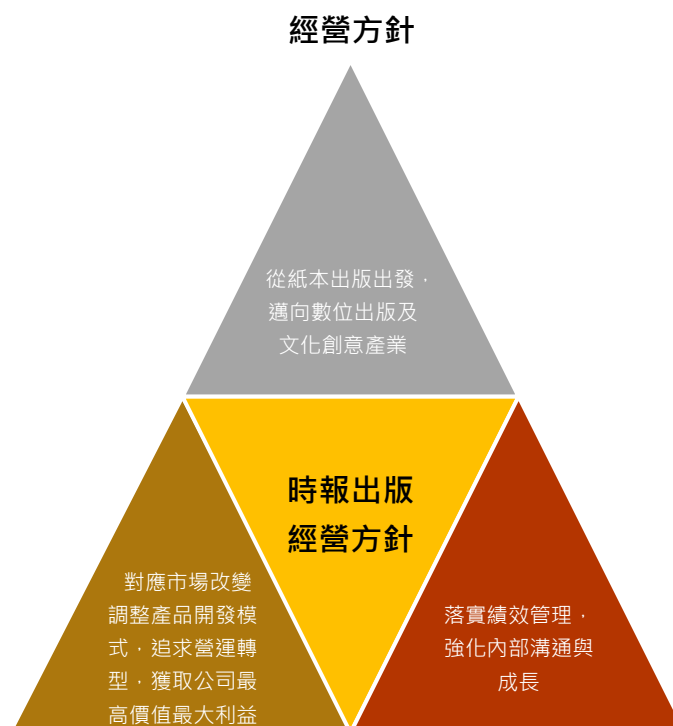 經營方針
從紙本出版出發，
邁向數位出版及
文化創意產業
時報出版
經營方針
對應市場改變
調整產品開發模
式，追求營運轉
型，獲取公司最
高價值最大利益
落實績效管理，
強化內部溝通與
成長